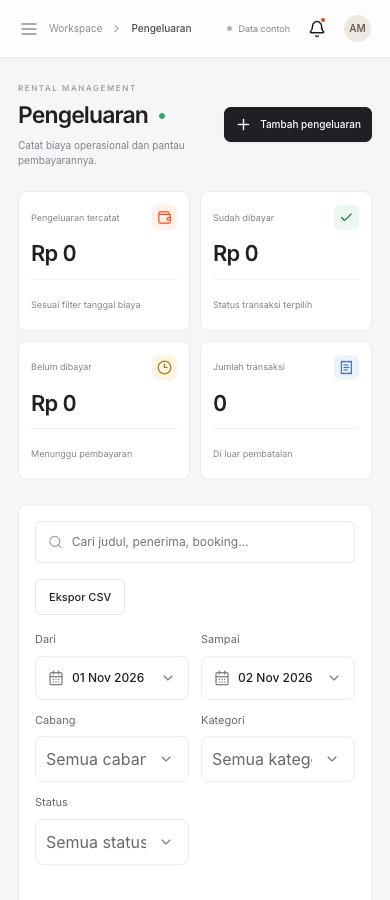 Workspace > Pengeluaran
Data contoh
AM
RENTAL MANAGEMENT
Pengeluaran
Catat biaya operasional dan pantau
pembayarannya.
Tambah pengeluaran
Pengeluaran tercatat
Rp 0
Sesuai filter tanggal biaya
Sudah dibayar
Rp 0
Status transaksi terpilih
Belum dibayar
Rp 0
Menunggu pembayaran
Jumlah transaksi
0
Di luar pembatalan
Cari judul, penerima, booking...
Ekspor CSV
Dari
01 Nov 2026
Sampai
02 Nov 2026
Cabang
Semua caban
Kategori
Semua kateg
Status
Semua status